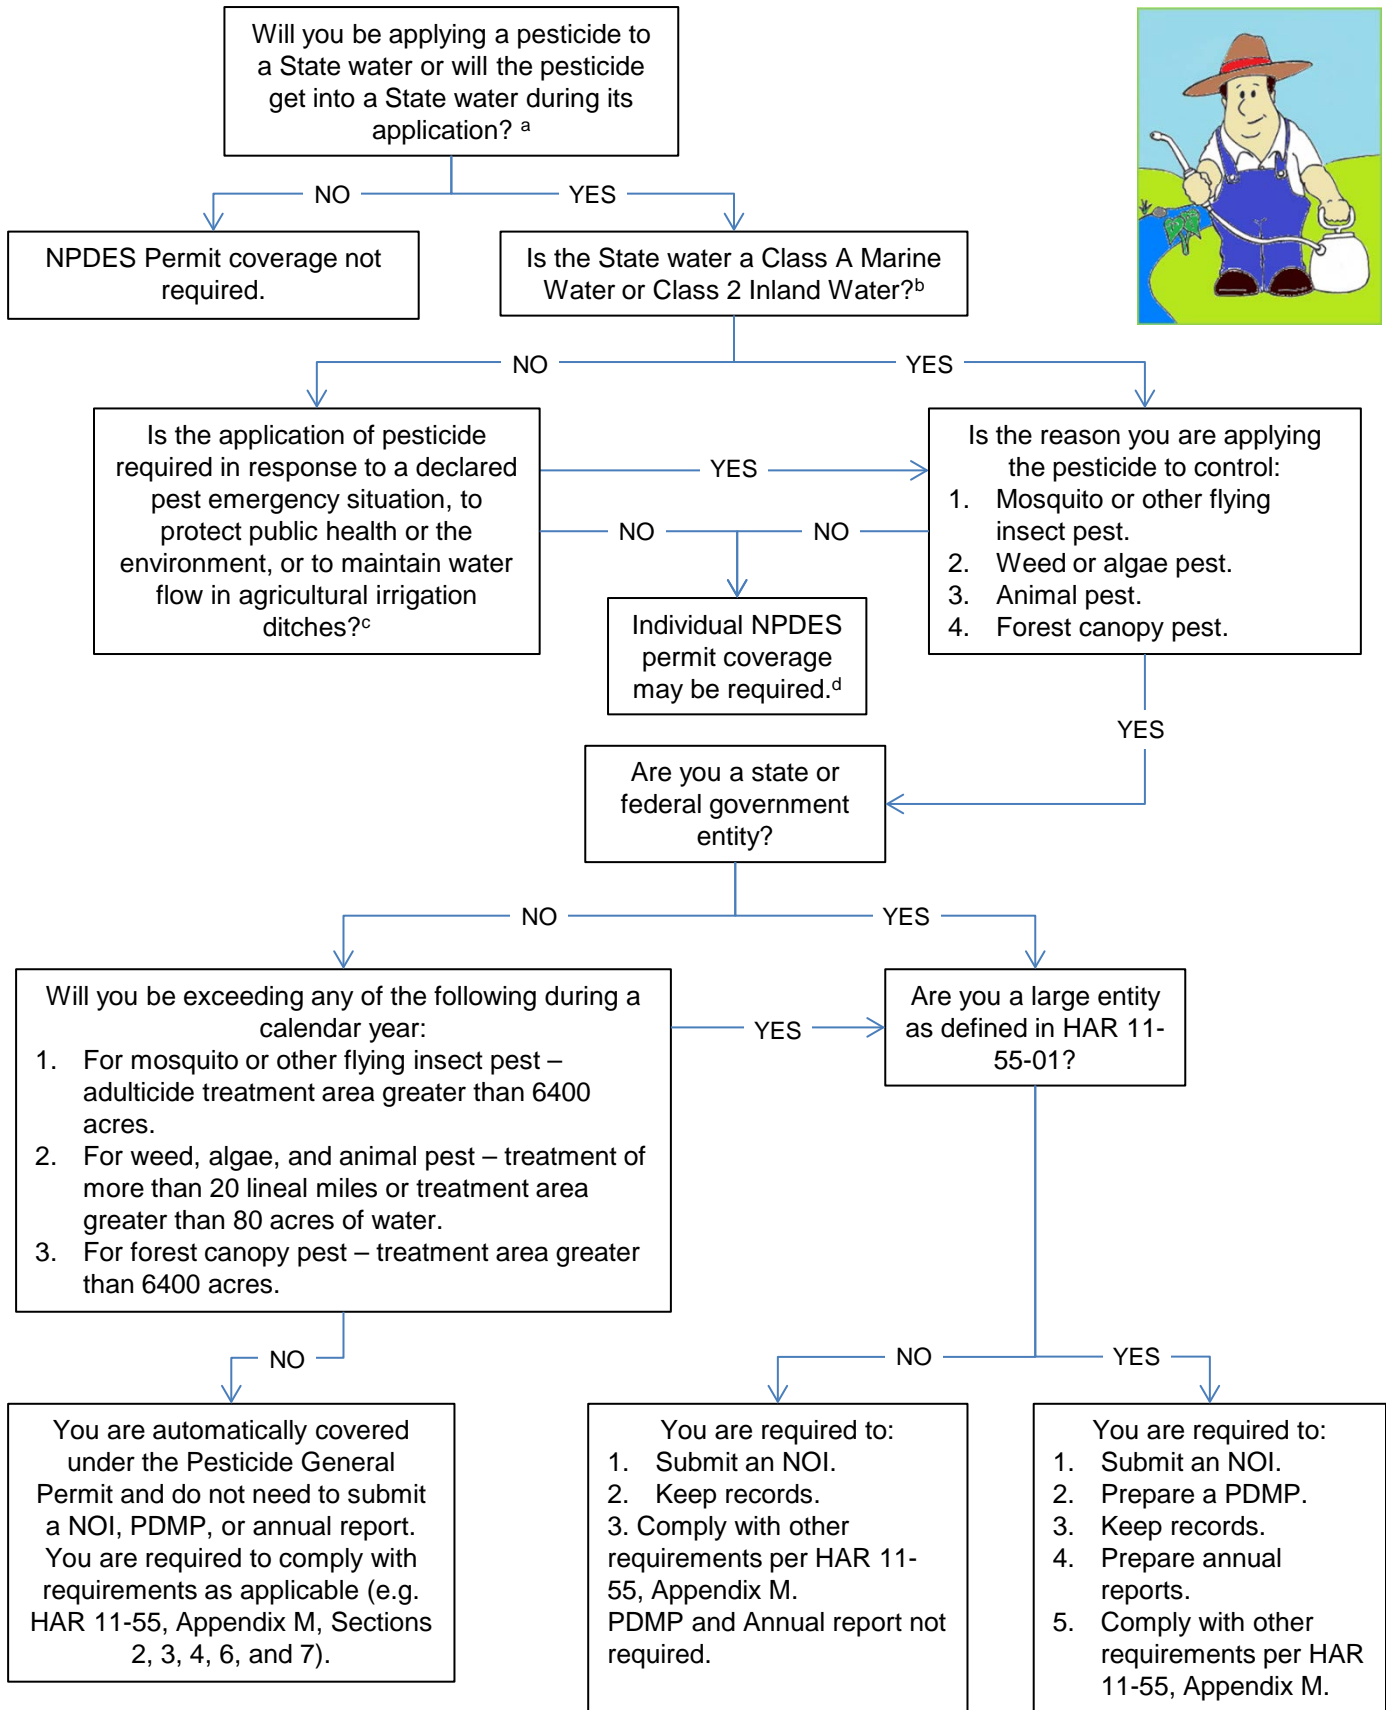 Will you be applying a pesticide to
a State water or will the pesticide
get into a State water during its
application? a
NO
YES
NPDES Permit coverage not
required.
Is the State water a Class A Marine
Water or Class 2 Inland Water?b
NO
YES
Is the application of pesticide
required in response to a declared
pest emergency situation, to
protect public health or the
environment, or to maintain water
flow in agricultural irrigation
ditches?c
YES
NO
NO
Is the reason you are applying
the pesticide to control:
1. Mosquito or other flying
insect pest.
2. Weed or algae pest.
3. Animal pest.
4. Forest canopy pest.
Individual NPDES
permit coverage
may be required.d
YES
Are you a state or
federal government
entity?
NO
YES
Will you be exceeding any of the following during a
calendar year:
1. For mosquito or other flying insect pest –
adulticide treatment area greater than 6400
acres.
2. For weed, algae, and animal pest – treatment of
more than 20 lineal miles or treatment area
greater than 80 acres of water.
3. For forest canopy pest – treatment area greater
than 6400 acres.
YES
Are you a large entity
as defined in HAR 11-
55-01?
NO
NO
YES
You are automatically covered
under the Pesticide General
Permit and do not need to submit
a NOI, PDMP, or annual report.
You are required to comply with
requirements as applicable (e.g.
HAR 11-55, Appendix M, Sections
2, 3, 4, 6, and 7).
You are required to:
1. Submit an NOI.
2. Keep records.
3. Comply with other
requirements per HAR 11-
55, Appendix M.
PDMP and Annual report not
required.
You are required to:
1. Submit an NOI.
2. Prepare a PDMP.
3. Keep records.
4. Prepare annual
reports.
5. Comply with other
requirements per HAR
11-55, Appendix M.